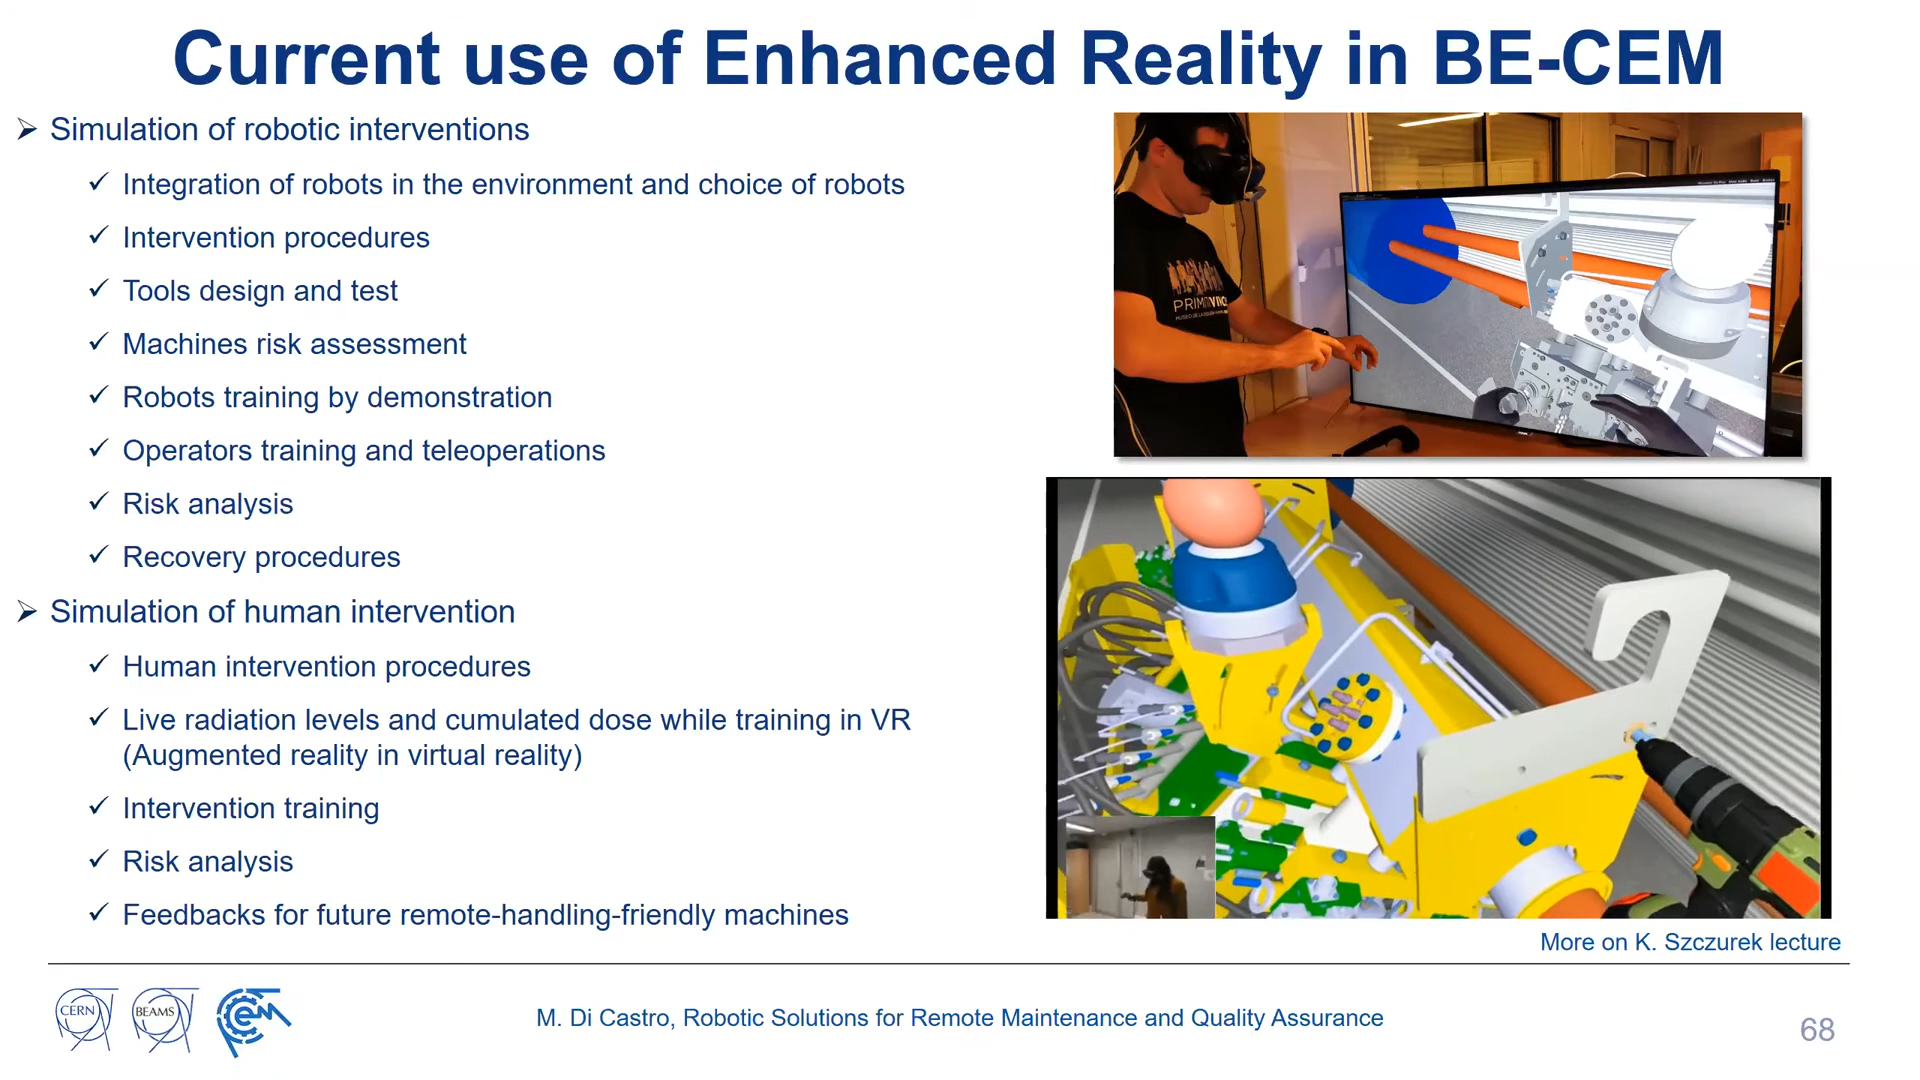 Current use of Enhanced Reality in BE-CEM
Simulation of robotic interventions
Integration of robots in the environment and choice of robots
Intervention procedures
Tools design and test
Machines risk assessment
Robots training by demonstration
Operators training and teleoperations
Risk analysis
Recovery procedures
Simulation of human intervention
Human intervention procedures
Live radiation levels and cumulated dose while training in VR
(Augmented reality in virtual reality)
Intervention training
Risk analysis
Feedbacks for future remote-handling-friendly machines
More on K. Szczurek lecture
CERN
BEAMS
cem
M. Di Castro, Robotic Solutions for Remote Maintenance and Quality Assurance
68